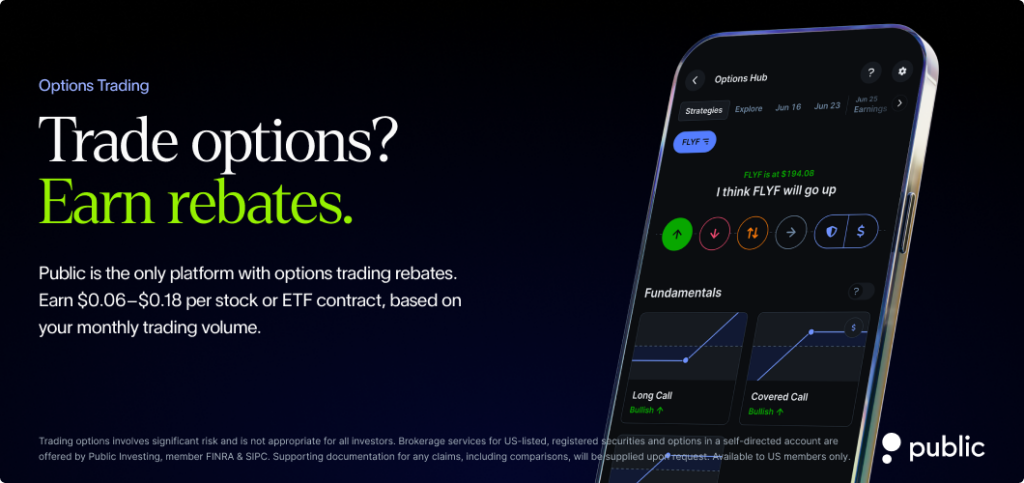 Options Trading
Trade options?
Earn rebates.
Public is the only platform with options trading rebates.
Earn $0.06–$0.18 per stock or ETF contract, based on
your monthly trading volume.
Options Hub
?
Strategies Explore Jun 16 Jun 23 Jun 25
Earnings
FLYF
FLYF is at $194.08
I think FLYF will go up
$
Fundamentals
?
$
Long Call
Bullish ↑
Covered Call
Bullish ↑
Trading options involves significant risk and is not appropriate for all investors. Brokerage services for US-listed, registered securities and options in a self-directed account are
offered by Public Investing, member FINRA & SIPC. Supporting documentation for any claims, including comparisons, will be supplied upon request. Available to US members only.
public